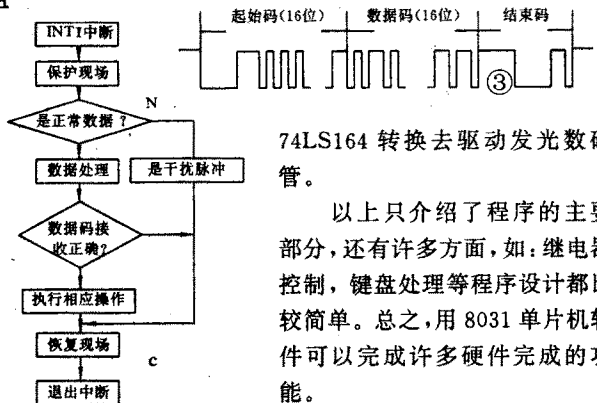 INT1中断
保护现场
N
是正常数据?
数据处理
是干扰脉冲
数据码接
收正确?
执行相应操作
恢复现场
c
退出中断
起始码(16位)
数据码(16位)
结束码
③
74LS164 转换去驱动发光数码
管。
以上只介绍了程序的主要
部分,还有许多方面,如:继电器
控制,键盘处理等程序设计都比
较简单。总之,用 8031 单片机软
件可以完成许多硬件完成的功
能。